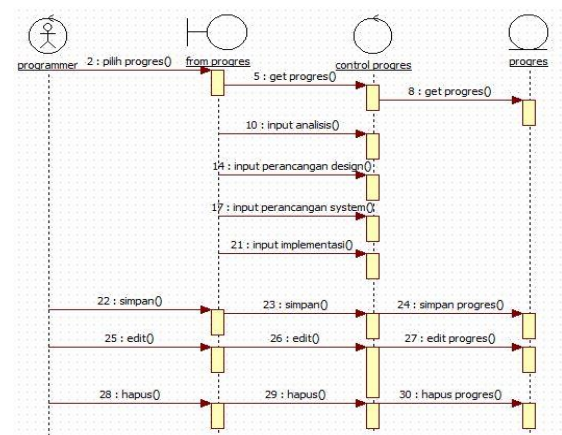 programmer
from progres
control progres
progres
2 : pilih progres()
5 : get progres()
8 : get progres()
10 : input analisis()
14 : input perancangan design()
17 : input perancangan system()
21 : input implementasi()
22 : simpan()
23 : simpan()
24 : simpan progres()
25 : edit()
26 : edit()
27 : edit progres()
28 : hapus()
29 : hapus()
30 : hapus progres()